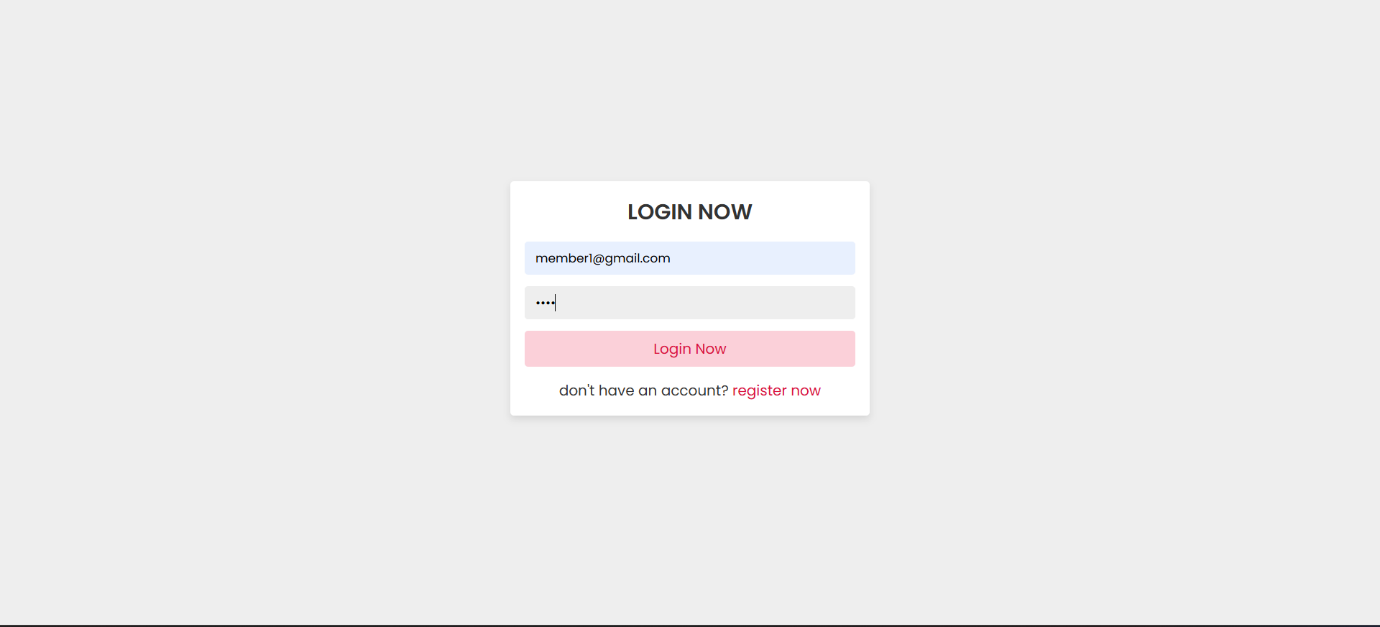 LOGIN NOW
member1@gmail.com
••••
Login Now
don't have an account? register now